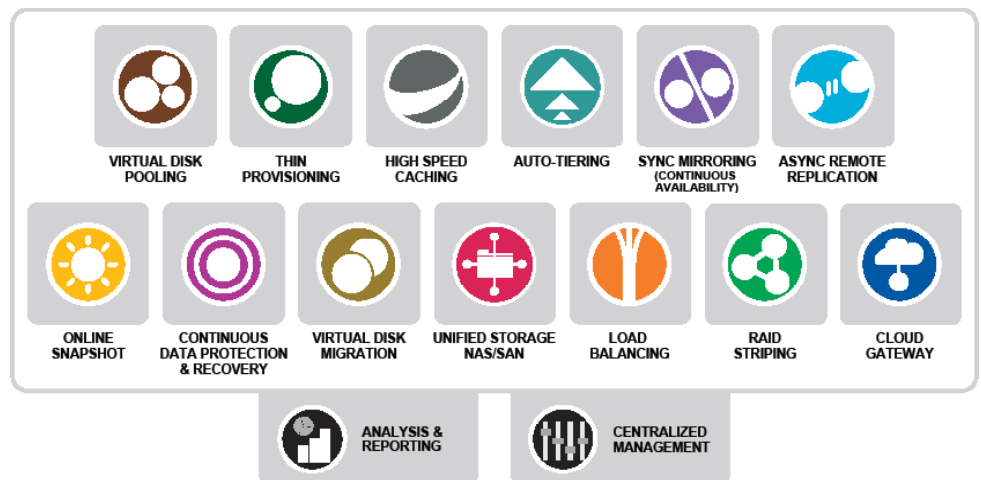 VIRTUAL DISK
POOLING
THIN
PROVISIONING
HIGH SPEED
CACHING
AUTO-TIERING
SYNC MIRRORING
(CONTINUOUS
AVAILABILITY)
ASYNC REMOTE
REPLICATION
ONLINE
SNAPSHOT
CONTINUOUS
DATA PROTECTION
& RECOVERY
VIRTUAL DISK
MIGRATION
UNIFIED STORAGE
NAS/SAN
LOAD
BALANCING
RAID
STRIPING
CLOUD
GATEWAY
ANALYSIS &
REPORTING
CENTRALIZED
MANAGEMENT